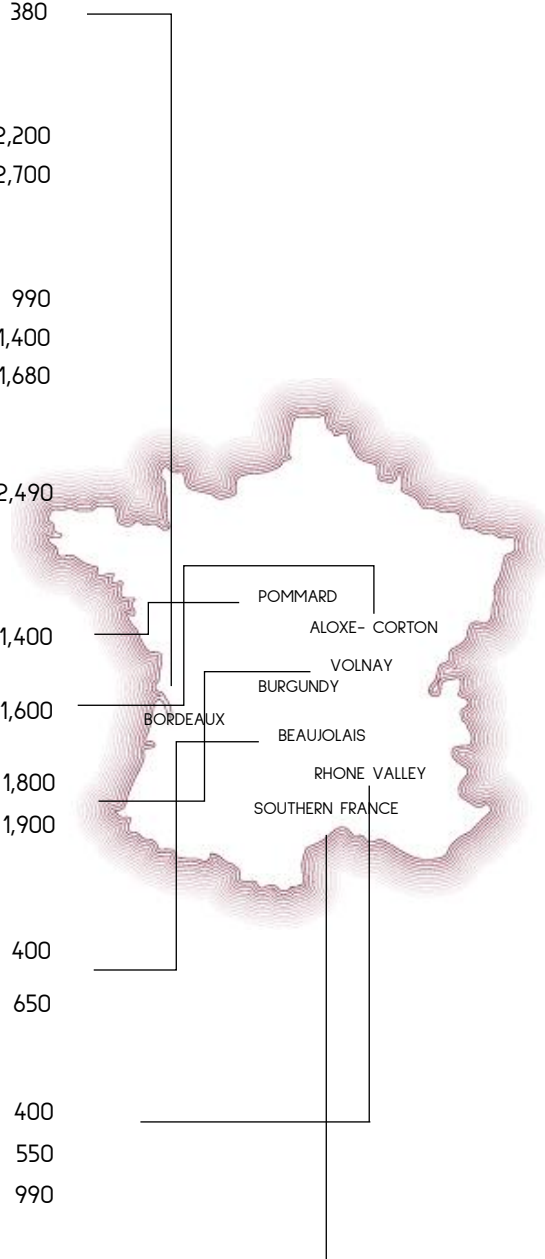 380
2,200
2,700
990
1,400
1,680
2,490
POMMARD
ALOXE- CORTON
1,400
VOLNAY
BURGUNDY
1,600
BORDEAUX
BEAUJOLAIS
RHONE VALLEY
1,800
SOUTHERN FRANCE
1,900
400
650
400
550
990